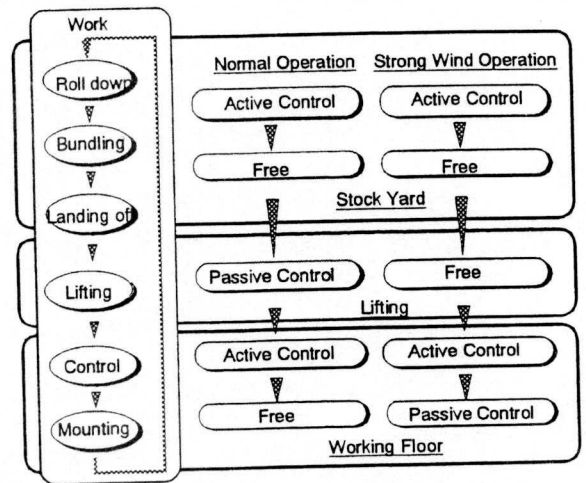 Work
Normal Operation
Strong Wind Operation
Roll down
Active Control
Active Control
Bundling
Free
Free
Landing off
Stock Yard
Lifting
Passive Control
Free
Lifting
Control
Active Control
Active Control
Mounting
Free
Passive Control
Working Floor